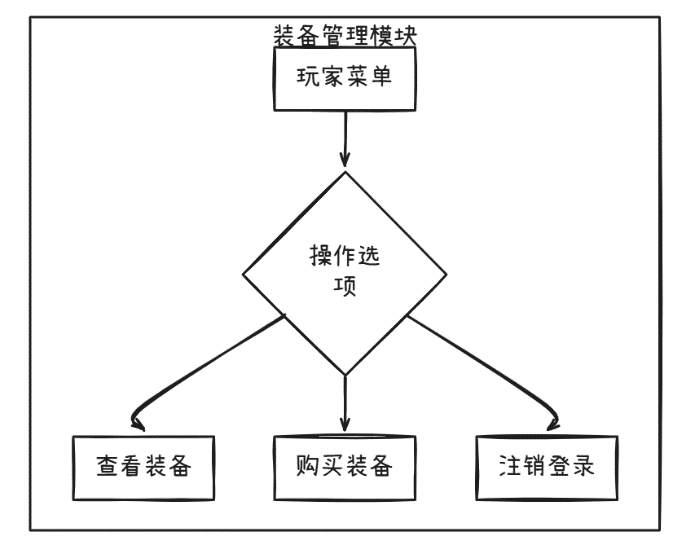 装备管理模块
玩家菜单
操作选
项
查看装备
购买装备
注销登录